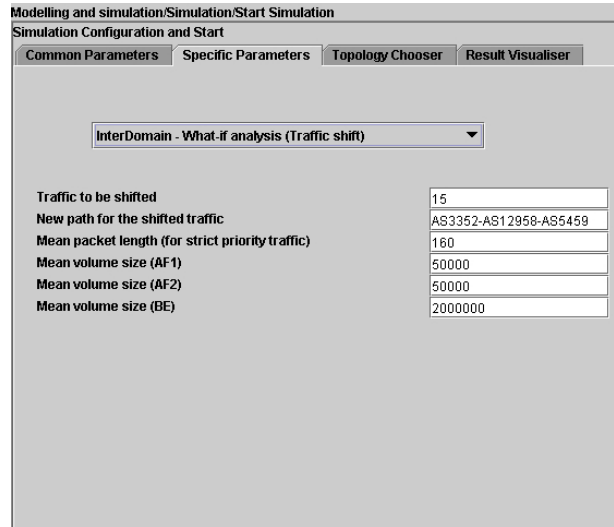 Modelling and simulation/Simulation/Start Simulation
Simulation Configuration and Start
Common Parameters Specific Parameters Topology Chooser Result Visualiser
InterDomain - What-if analysis (Traffic shift)
Traffic to be shifted 15
New path for the shifted traffic AS3352-AS12958-AS5459
Mean packet length (for strict priority traffic) 160
Mean volume size (AF1) 50000
Mean volume size (AF2) 50000
Mean volume size (BE) 2000000